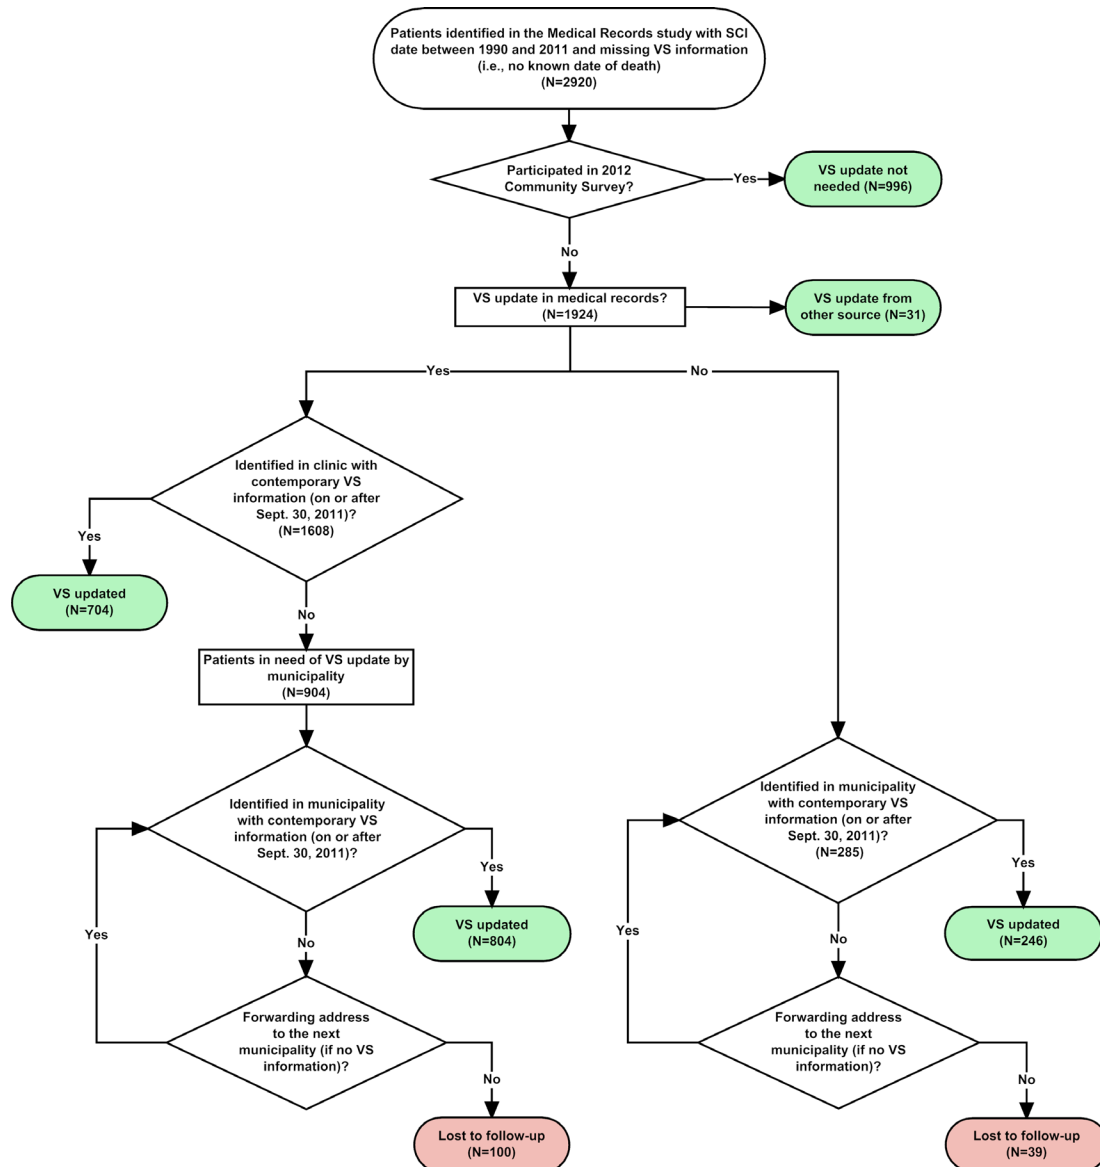 Patients identified in the Medical Records study with SCI
date between 1990 and 2011 and missing VS information
(i.e., no known date of death)
(N=2920)
Participated in 2012
Community Survey?
Yes
VS update not
needed (N=996)
No
VS update in medical records?
(N=1924)
VS update from
other source (N=31)
Yes
No
Identified in clinic with
contemporary VS
information (on or after
Sept. 30, 2011)?
(N=1608)
Yes
VS updated
(N=704)
No
Patients in need of VS update by
municipality
(N=904)
Identified in municipality
with contemporary VS
information (on or after
Sept. 30, 2011)?
Yes
VS updated
(N=804)
No
Yes
Forwarding address
to the next
municipality (if no VS
information)?
No
Lost to follow-up
(N=100)
Identified in municipality
with contemporary VS
information (on or after
Sept. 30, 2011)?
(N=285)
Yes
VS updated
(N=246)
No
Yes
Forwarding address
to the next
municipality (if no VS
information)?
No
Lost to follow-up
(N=39)